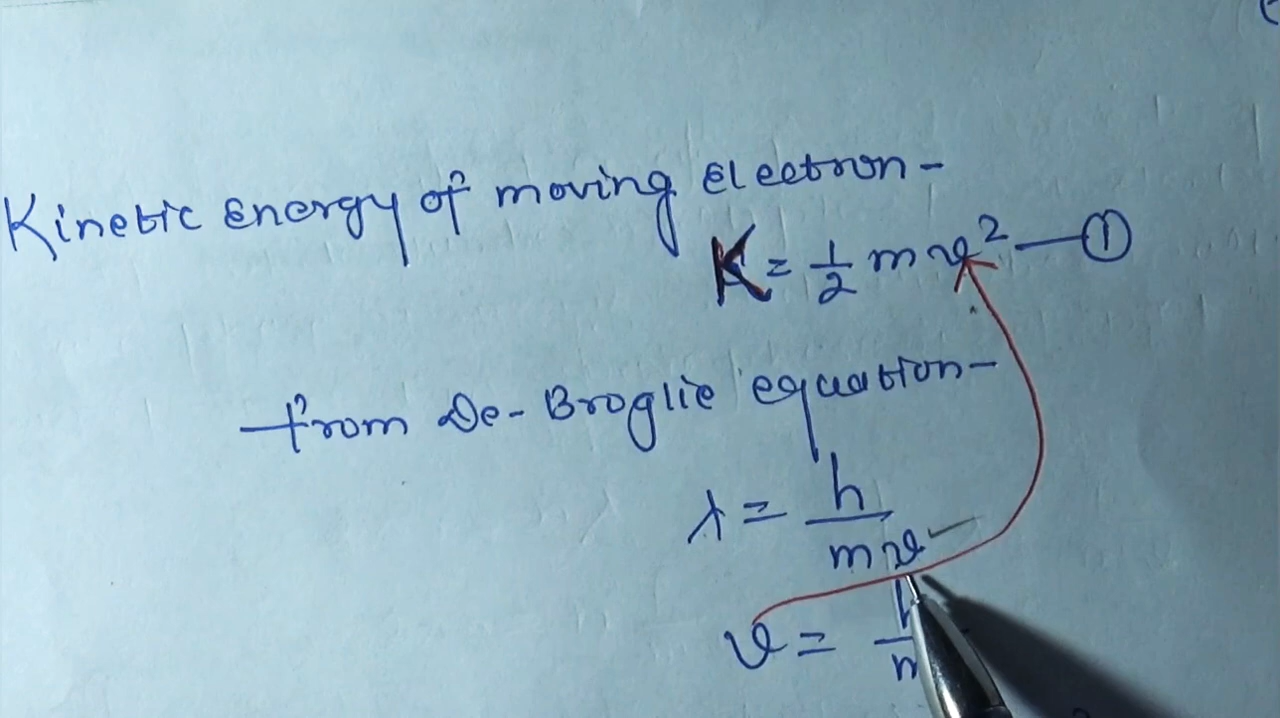 Kinetic Energy of moving Electron-
K = 1/2 mv² — ①
from De-Broglie equation-
λ = h/mv
v = h/m